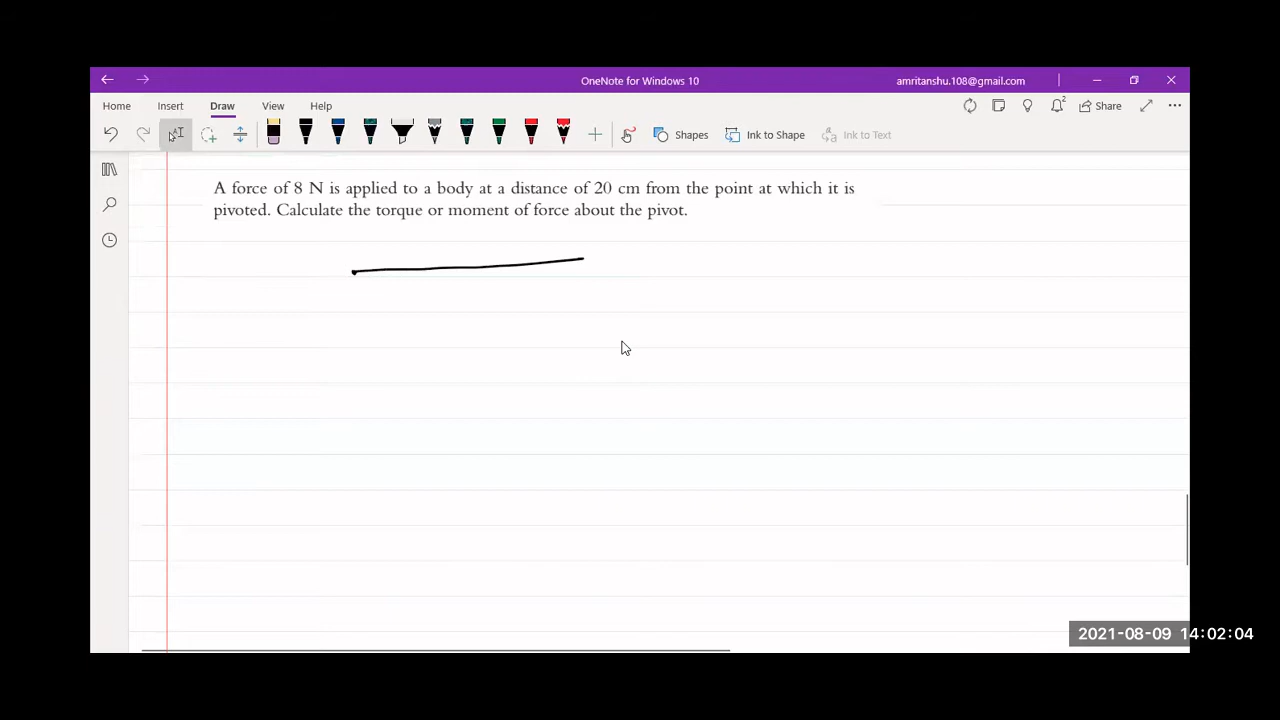 OneNote for Windows 10
amritanshu.108@gmail.com
Home Insert Draw View Help
2
Share
Shapes
Ink to Shape
Ink to Text
A force of 8 N is applied to a body at a distance of 20 cm from the point at which it is
pivoted. Calculate the torque or moment of force about the pivot.
2021-08-09 14:02:04